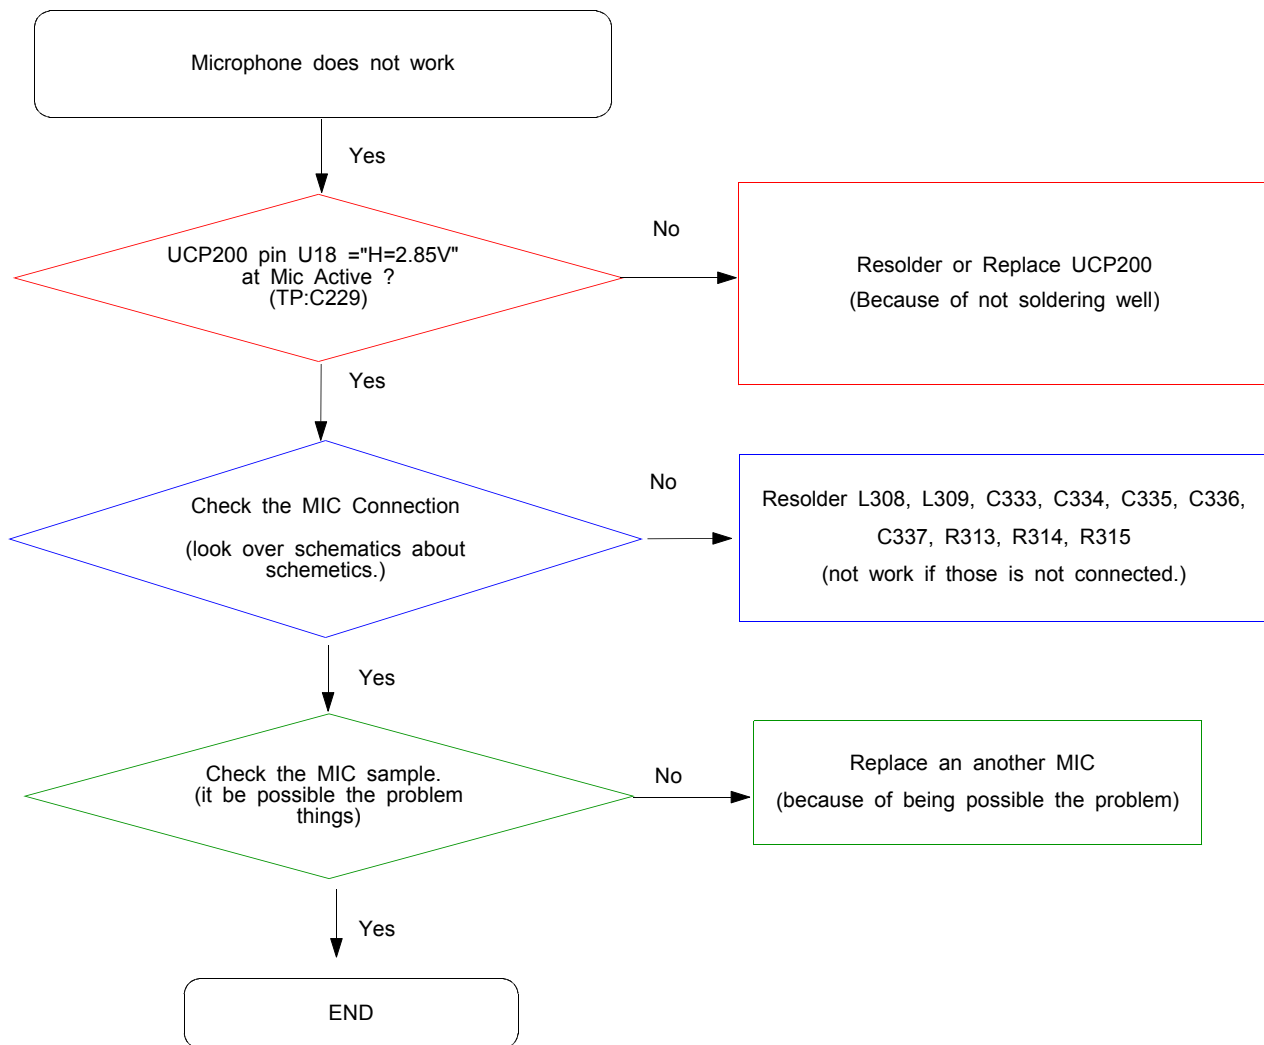 Microphone does not work
Yes
UCP200 pin U18 ="H=2.85V"
at Mic Active ?
(TP:C229)
No
Resolder or Replace UCP200
(Because of not soldering well)
Yes
Check the MIC Connection
(look over schematics about
schemetics.)
No
Resolder L308, L309, C333, C334, C335, C336,
C337, R313, R314, R315
(not work if those is not connected.)
Yes
Check the MIC sample.
(it be possible the problem
things)
No
Replace an another MIC
(because of being possible the problem)
Yes
END